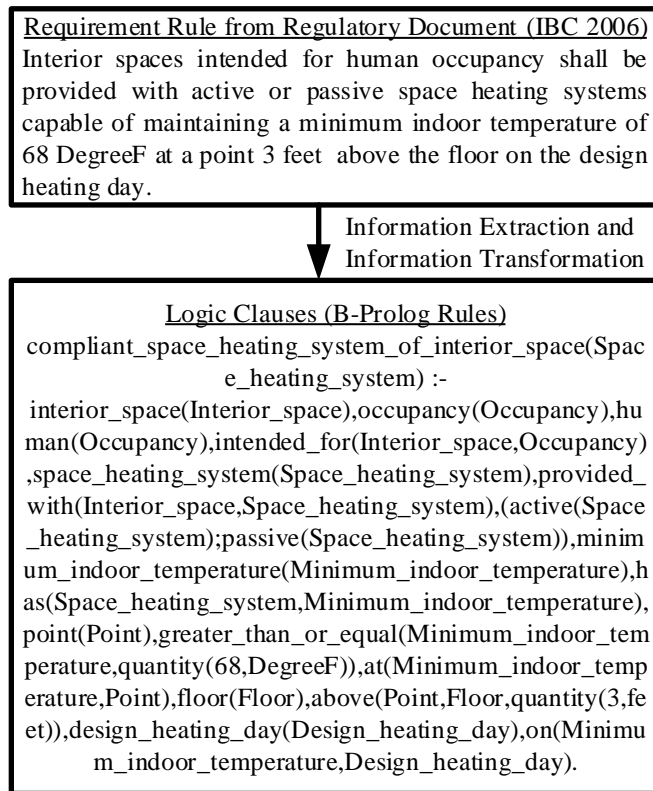 Requirement Rule from Regulatory Document (IBC 2006)
Interior spaces intended for human occupancy shall be
provided with active or passive space heating systems
capable of maintaining a minimum indoor temperature of
68 DegreeF at a point 3 feet above the floor on the design
heating day.
Information Extraction and
Information Transformation
Logic Clauses (B-Prolog Rules)
compliant_space_heating_system_of_interior_space(Spac
e_heating_system) :-
interior_space(Interior_space),occupancy(Occupancy),hu
man(Occupancy),intended_for(Interior_space,Occupancy)
,space_heating_system(Space_heating_system),provided_
with(Interior_space,Space_heating_system),(active(Space
_heating_system);passive(Space_heating_system)),minim
um_indoor_temperature(Minimum_indoor_temperature),h
as(Space_heating_system,Minimum_indoor_temperature),
point(Point),greater_than_or_equal(Minimum_indoor_tem
perature,quantity(68,DegreeF)),at(Minimum_indoor_temp
erature,Point),floor(Floor),above(Point,Floor,quantity(3,fe
et)),design_heating_day(Design_heating_day),on(Minimu
m_indoor_temperature,Design_heating_day).